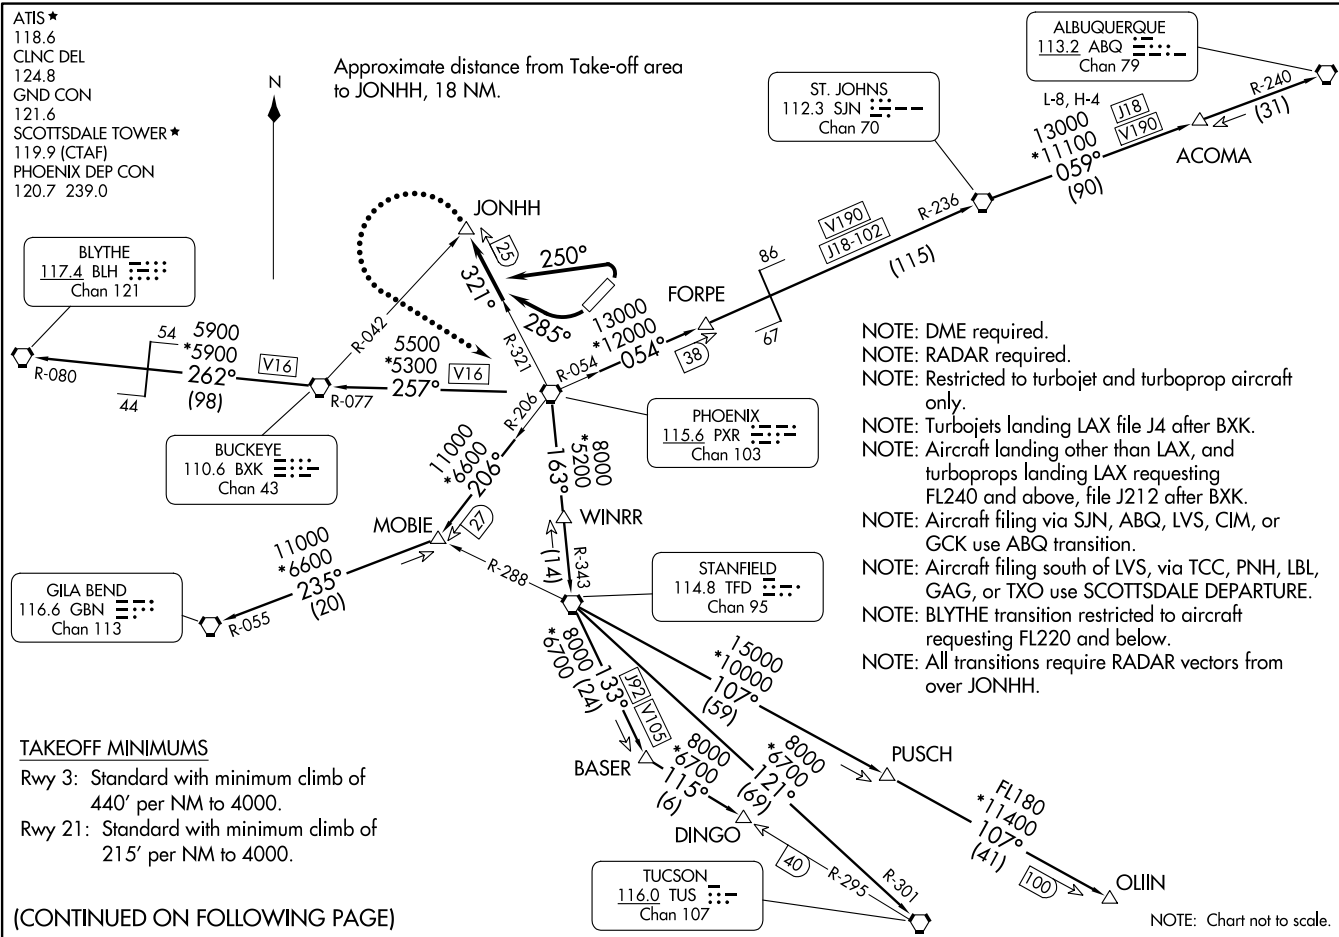 ATIS ★
118.6
CLNC DEL
124.8
GND CON
121.6
SCOTTSDALE TOWER ★
119.9 (CTAF)
PHOENIX DEP CON
120.7 239.0
N
Approximate distance from Take-off area
to JONHH, 18 NM.
ALBUQUERQUE
113.2 ABQ
Chan 79
ST. JOHNS
112.3 SJN
Chan 70
L-8, H-4
J18
V190
13000
*11100
059°
(90)
R-240
(31)
ACOMA
JONHH
25
321°
250°
285°
R-321
R-236
V190
J18-102
(115)
86
67
FORPE
13000
*12000
054°
R-054
38
BLYTHE
117.4 BLH
Chan 121
R-080
54
44
5900
*5900
262°
(98)
V16
R-042
R-077
5500
*5300
257°
V16
BUCKEYE
110.6 BXK
Chan 43
PHOENIX
115.6 PXR
Chan 103
R-206
11000
*6600
206°
MOBIE
27
8000
*5200
163°
WINRR
(14)
R-343
R-288
11000
*6600
235°
(20)
GILA BEND
116.6 GBN
Chan 113
R-055
STANFIELD
114.8 TFD
Chan 95
NOTE: DME required.
NOTE: RADAR required.
NOTE: Restricted to turbojet and turboprop aircraft
only.
NOTE: Turbojets landing LAX file J4 after BXK.
NOTE: Aircraft landing other than LAX, and
turboprops landing LAX requesting
FL240 and above, file J212 after BXK.
NOTE: Aircraft filing via SJN, ABQ, LVS, CIM, or
GCK use ABQ transition.
NOTE: Aircraft filing south of LVS, via TCC, PNH, LBL,
GAG, or TXO use SCOTTSDALE DEPARTURE.
NOTE: BLYTHE transition restricted to aircraft
requesting FL220 and below.
NOTE: All transitions require RADAR vectors from
over JONHH.
8000
*6700 (24)
133°
J92
V105
BASER
8000
*6700
115°
(6)
DINGO
8000
*6700
121°
(69)
15000
*10000
107°
(59)
PUSCH
FL180
*11400
107°
(41)
100
OLIIN
40
R-295
R-301
TUCSON
116.0 TUS
Chan 107
TAKEOFF MINIMUMS
Rwy 3: Standard with minimum climb of
440' per NM to 4000.
Rwy 21: Standard with minimum climb of
215' per NM to 4000.
(CONTINUED ON FOLLOWING PAGE)
NOTE: Chart not to scale.